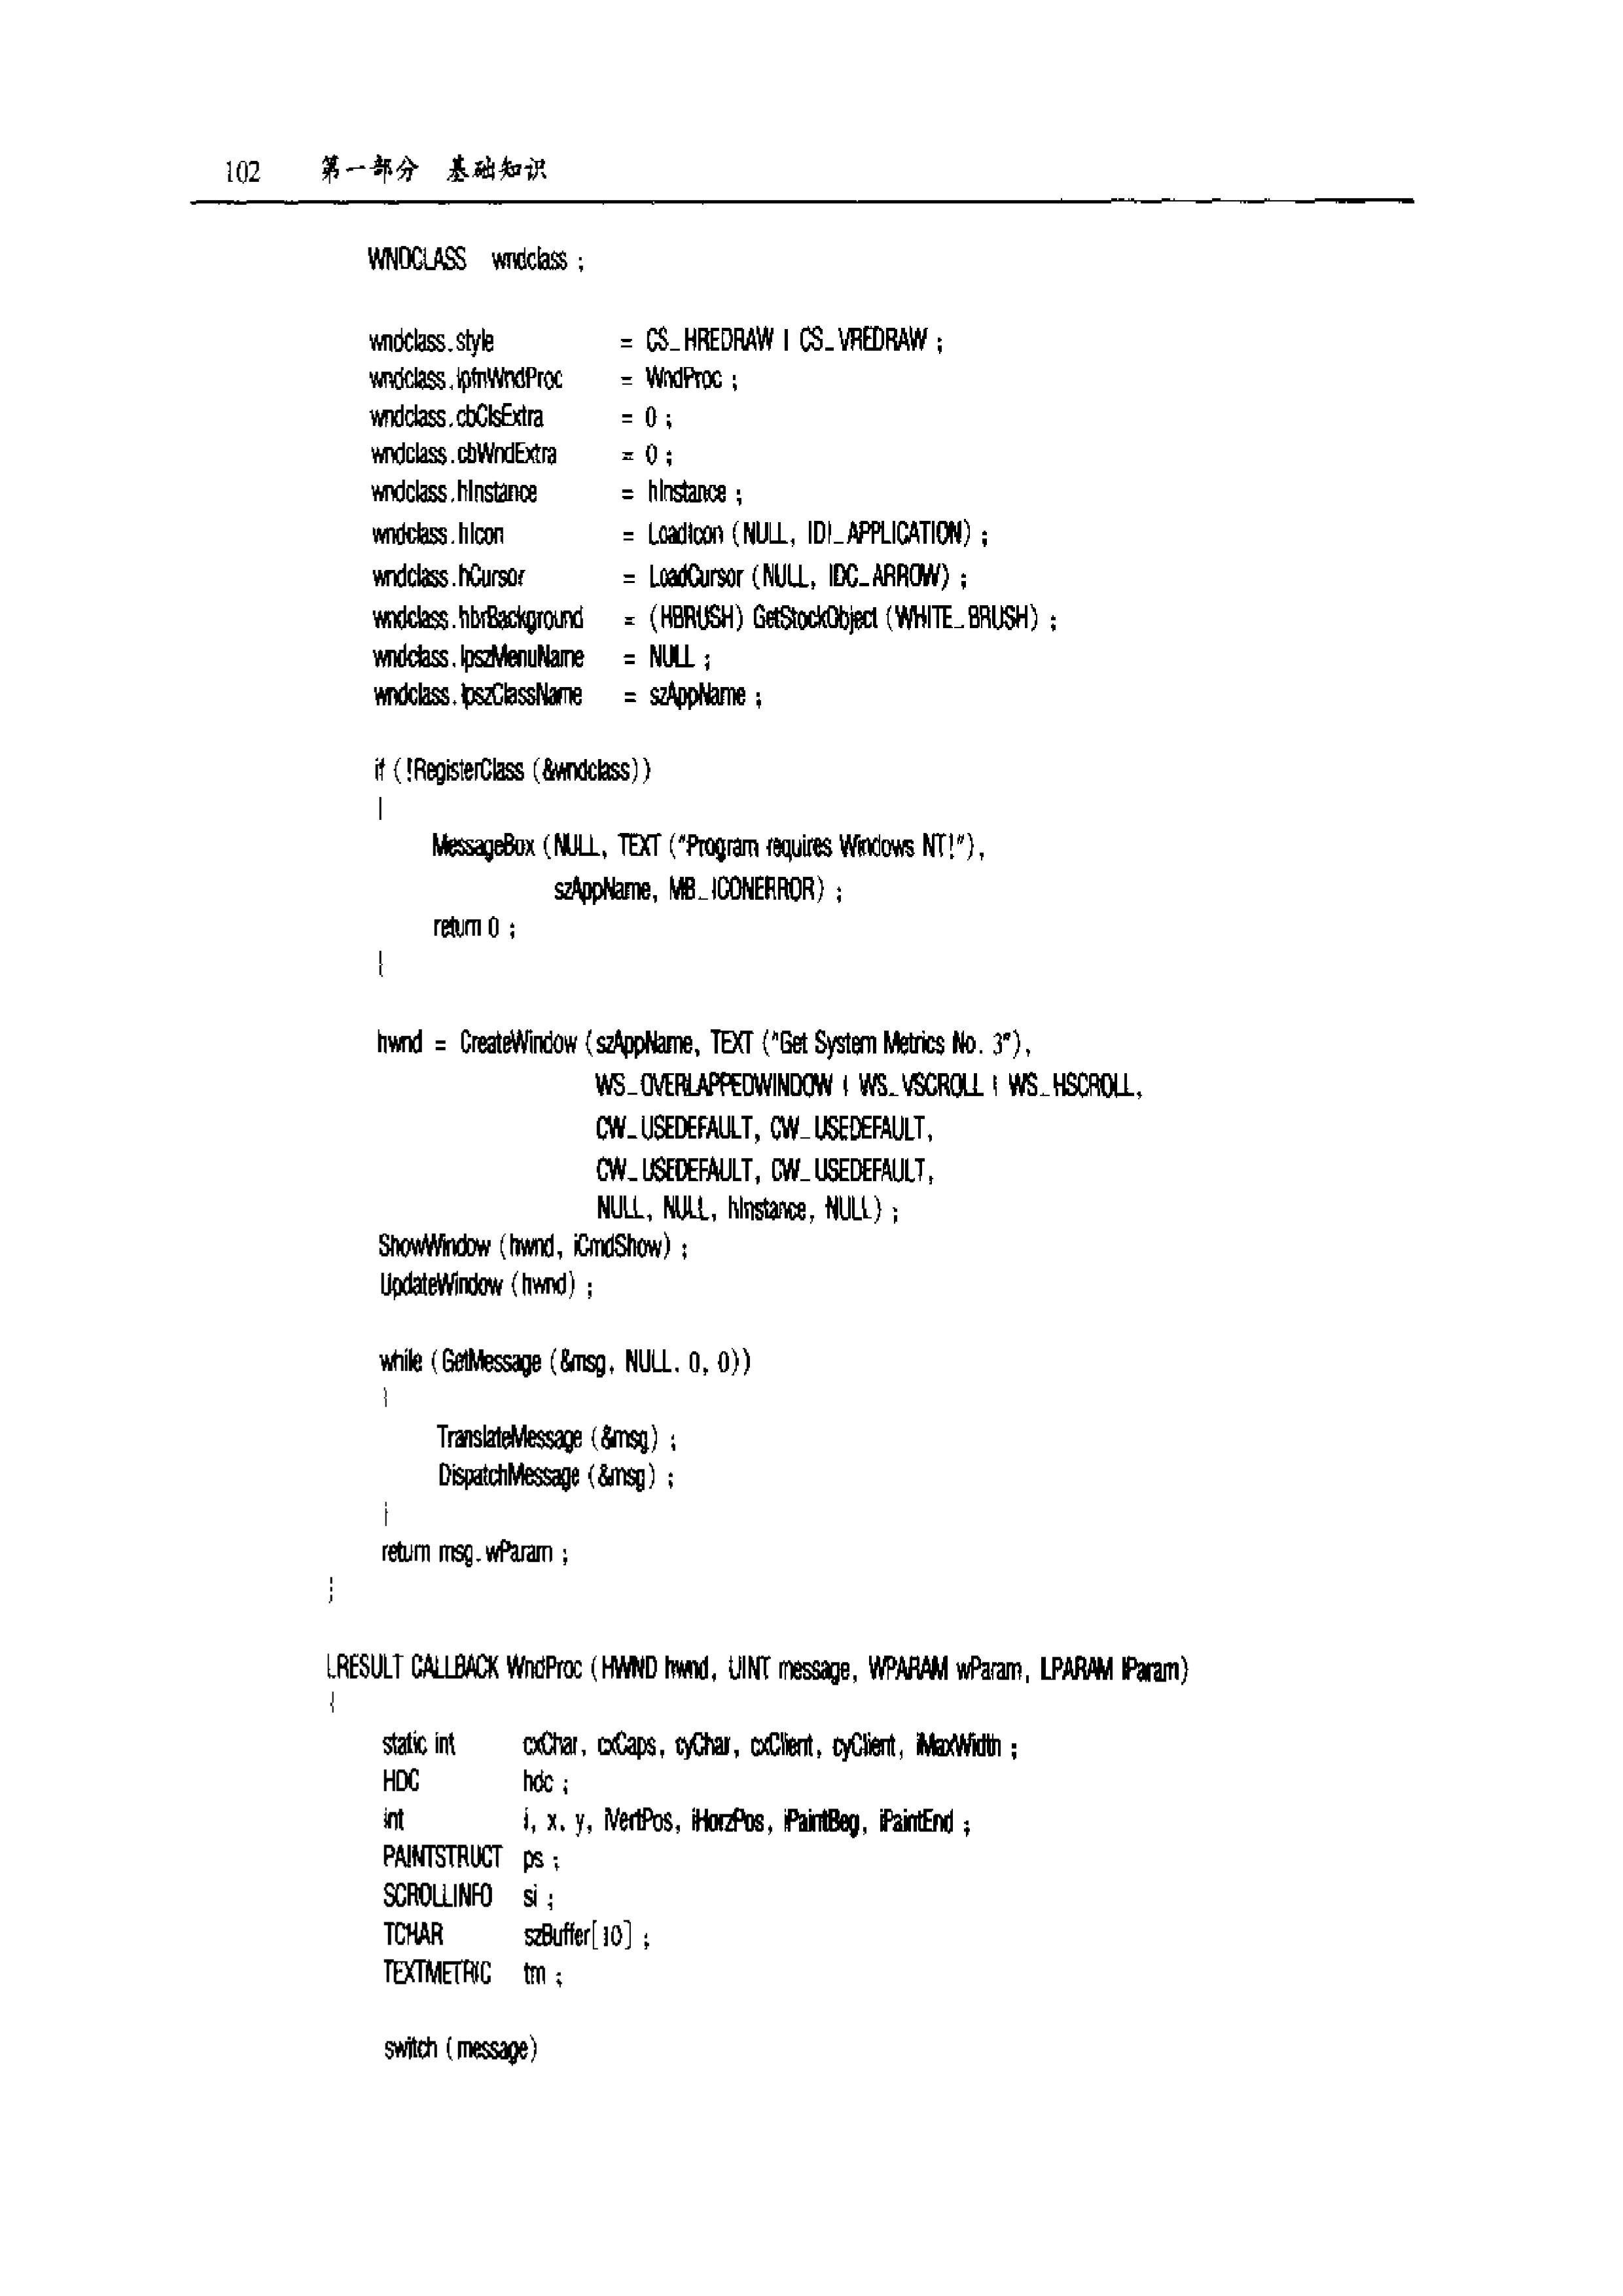 102 第一部分 基础知识
WNDCLASS wndclass ;
wndclass.style = CS_HREDRAW | CS_VREDRAW ;
wndclass.lpfnWndProc = WndProc ;
wndclass.cbClsExtra = 0 ;
wndclass.cbWndExtra = 0 ;
wndclass.hInstance = hInstance ;
wndclass.hIcon = LoadIcon (NULL, IDI_APPLICATION) ;
wndclass.hCursor = LoadCursor (NULL, IDC_ARROW) ;
wndclass.hbrBackground = (HBRUSH) GetStockObject (WHITE_BRUSH) ;
wndclass.lpszMenuName = NULL ;
wndclass.lpszClassName = szAppName ;
if (!RegisterClass (&wndclass))
{
MessageBox (NULL, TEXT ("Program requires Windows NT!"),
szAppName, MB_ICONERROR) ;
return 0 ;
}
hwnd = CreateWindow (szAppName, TEXT ("Get System Metrics No. 3"),
WS_OVERLAPPEDWINDOW | WS_VSCROLL | WS_HSCROLL,
CW_USEDEFAULT, CW_USEDEFAULT,
CW_USEDEFAULT, CW_USEDEFAULT,
NULL, NULL, hInstance, NULL) ;
ShowWindow (hwnd, iCmdShow) ;
UpdateWindow (hwnd) ;
while (GetMessage (&msg, NULL, 0, 0))
{
TranslateMessage (&msg) ;
DispatchMessage (&msg) ;
}
return msg.wParam ;
}
LRESULT CALLBACK WndProc (HWND hwnd, UINT message, WPARAM wParam, LPARAM lParam)
{
static int cxChar, cxCaps, cyChar, cxClient, cyClient, iMaxWidth ;
HDC hdc ;
int i, x, y, iVertPos, iHorzPos, iPaintBeg, iPaintEnd ;
PAINTSTRUCT ps ;
SCROLLINFO si ;
TCHAR szBuffer[10] ;
TEXTMETRIC tm ;
switch (message)